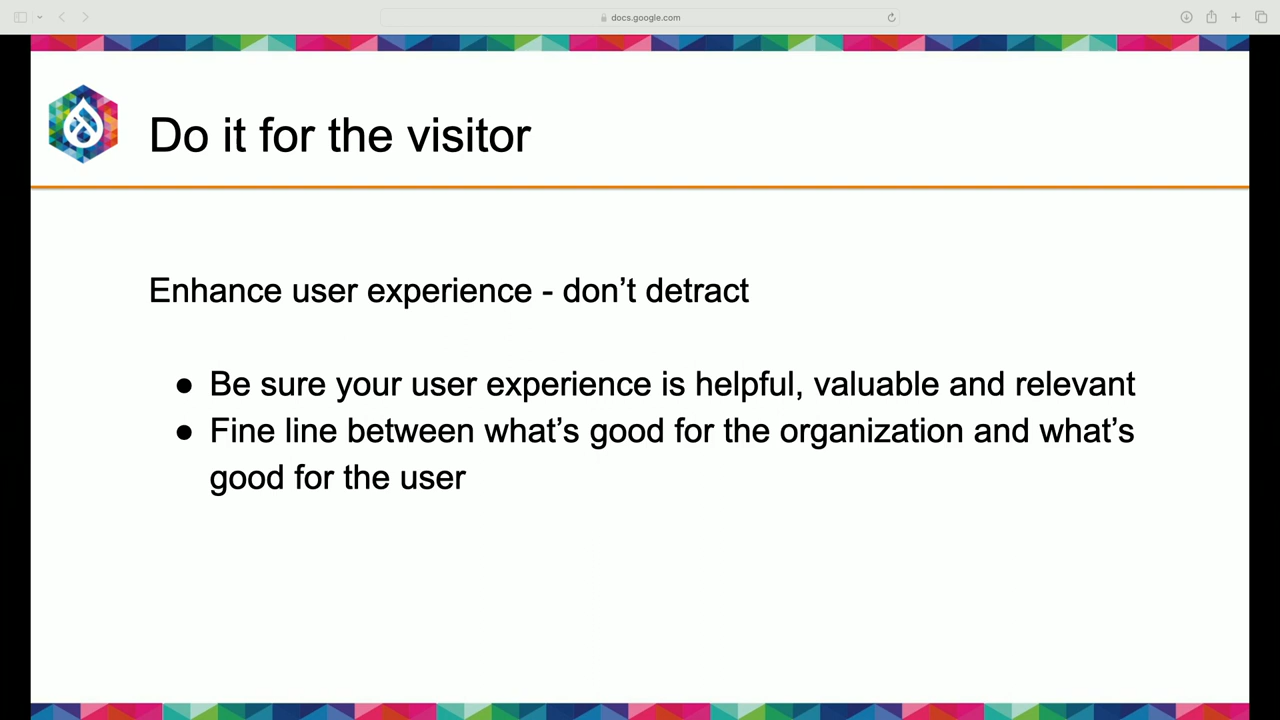 docs.google.com
Do it for the visitor
Enhance user experience - don’t detract
● Be sure your user experience is helpful, valuable and relevant
● Fine line between what’s good for the organization and what’s
good for the user